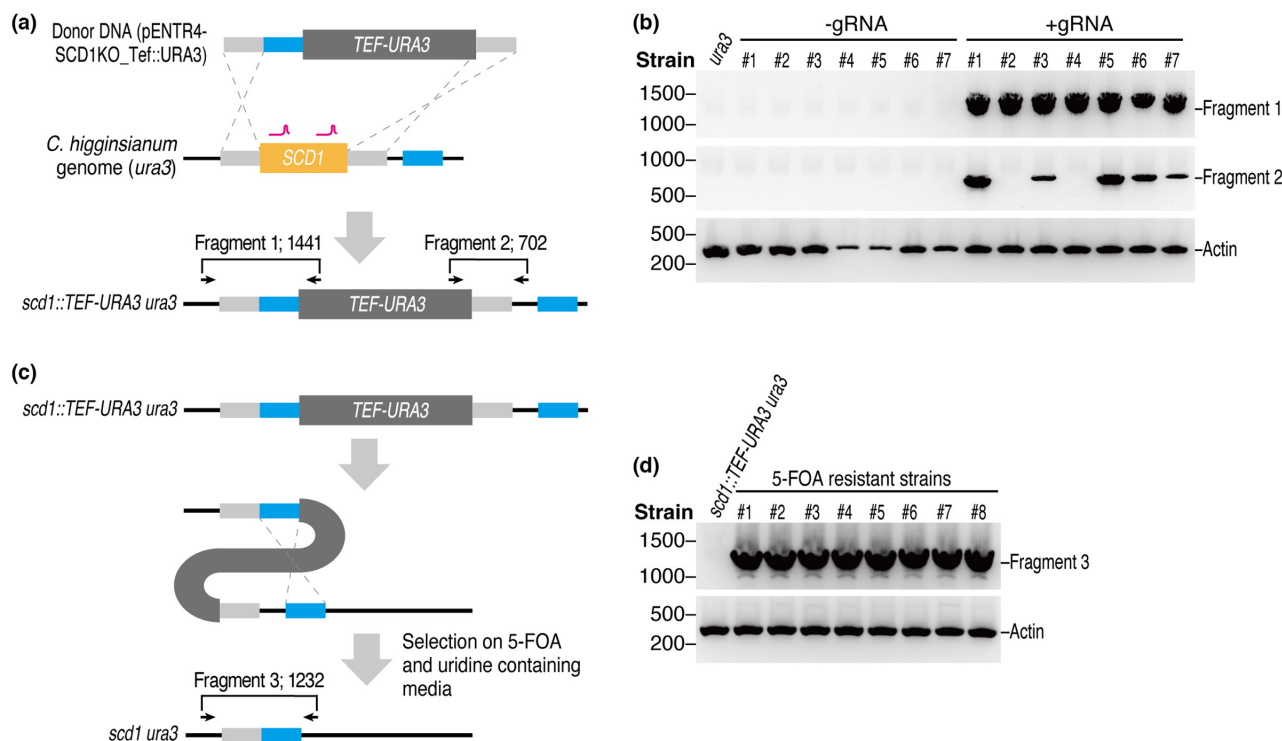 (a)
Donor DNA (pENTR4-
SCD1KO_Tef::URA3)
TEF-URA3
C. higginsianum
genome (ura3)
SCD1
Fragment 1; 1441
Fragment 2; 702
scd1::TEF-URA3 ura3
TEF-URA3
(b)
-gRNA
+gRNA
Strain
ura3
#1 #2 #3 #4 #5 #6 #7
#1 #2 #3 #4 #5 #6 #7
1500
1000
Fragment 1
1000
500
Fragment 2
500
200
Actin
(c)
scd1::TEF-URA3 ura3
TEF-URA3
Selection on 5-FOA
and uridine containing
media
Fragment 3; 1232
scd1 ura3
(d)
scd1::TEF-URA3 ura3
5-FOA resistant strains
Strain
#1 #2 #3 #4 #5 #6 #7 #8
1500
1000
Fragment 3
500
200
Actin